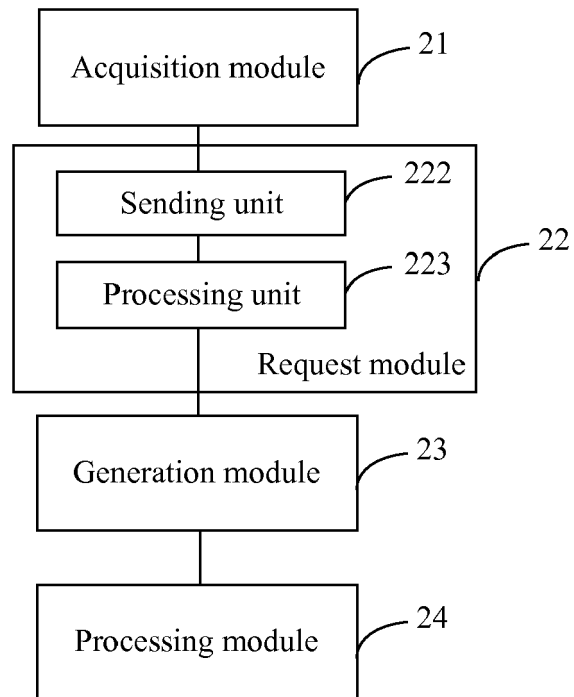 21
Acquisition module
222
Sending unit
22
223
Processing unit
Request module
23
Generation module
24
Processing module